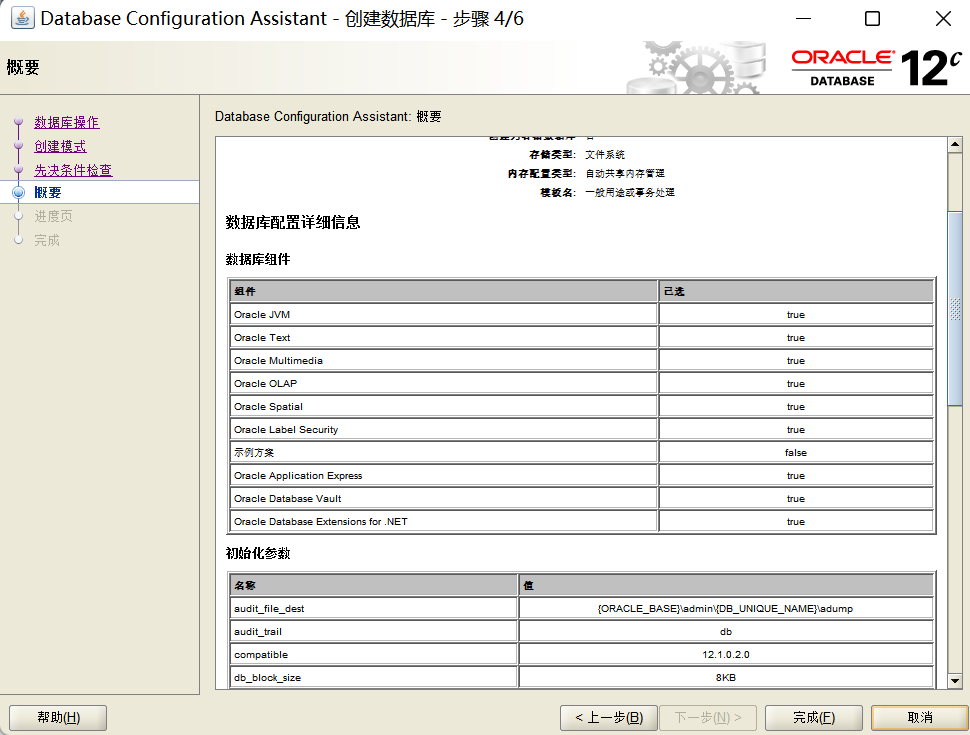 Database Configuration Assistant - 创建数据库 - 步骤 4/6
概要
ORACLE®
DATABASE
12c
数据库操作
创建模式
先决条件检查
概要
进度页
完成
Database Configuration Assistant: 概要
存储类型: 文件系统
内存配置类型: 自动共享内存管理
模板名: 一般用途或事务处理
数据库配置详细信息
数据库组件
组件 已选
Oracle JVM true
Oracle Text true
Oracle Multimedia true
Oracle OLAP true
Oracle Spatial true
Oracle Label Security true
示例方案 false
Oracle Application Express true
Oracle Database Vault true
Oracle Database Extensions for .NET true
初始化参数
名称 值
audit_file_dest {ORACLE_BASE}\admin\{DB_UNIQUE_NAME}\adump
audit_trail db
compatible 12.1.0.2.0
db_block_size 8KB
帮助(H) < 上一步(B) 下一步(N) > 完成(F) 取消